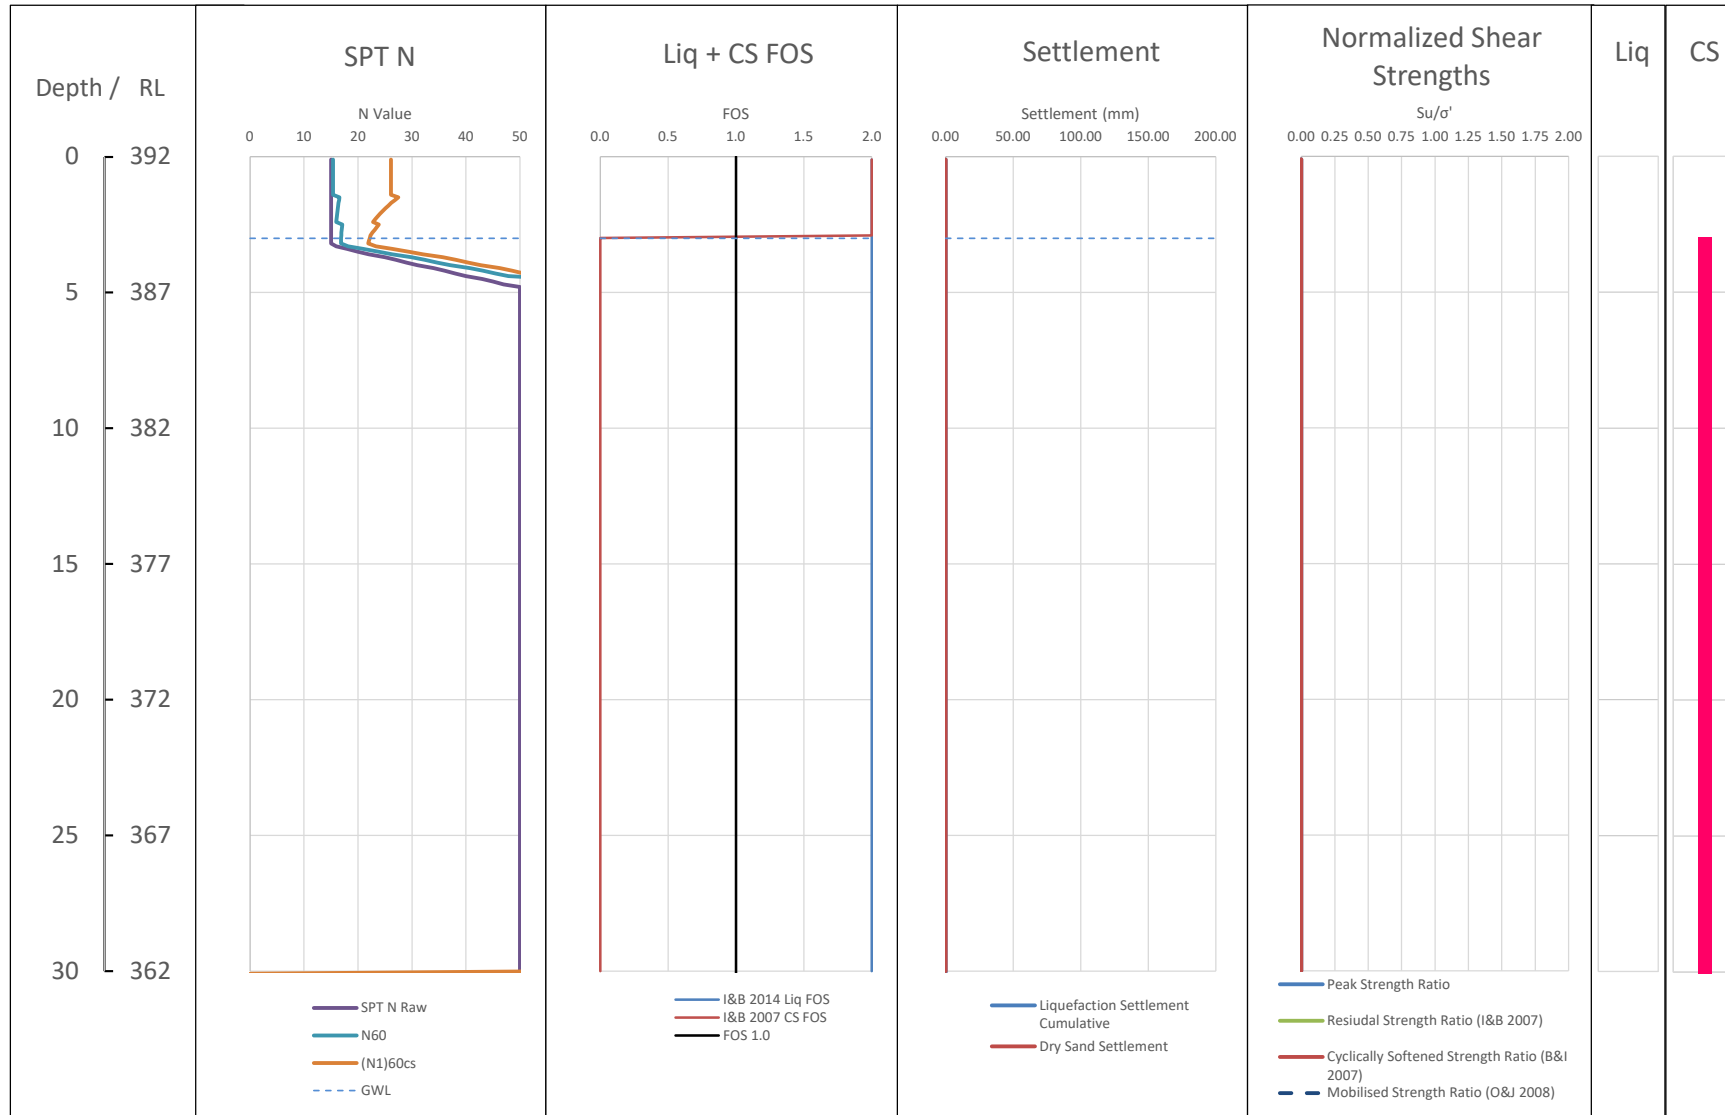 SPT N
Liq + CS FOS
Settlement
Normalized Shear
Strengths
Liq
CS
Depth / RL
N Value
FOS
Settlement (mm)
Su/σ'
0 10 20 30 40 50
0.0 0.5 1.0 1.5 2.0
0.00 50.00 100.00 150.00 200.00
0.00 0.25 0.50 0.75 1.00 1.25 1.50 1.75 2.00
0 392
5 387
10 382
15 377
20 372
25 367
30 362
SPT N Raw
N60
(N1)60cs
GWL
I&B 2014 Liq FOS
I&B 2007 CS FOS
FOS 1.0
Liquefaction Settlement
Cumulative
Dry Sand Settlement
Peak Strength Ratio
Resiudal Strength Ratio (I&B 2007)
Cyclically Softened Strength Ratio (B&I
2007)
Mobilised Strength Ratio (O&J 2008)